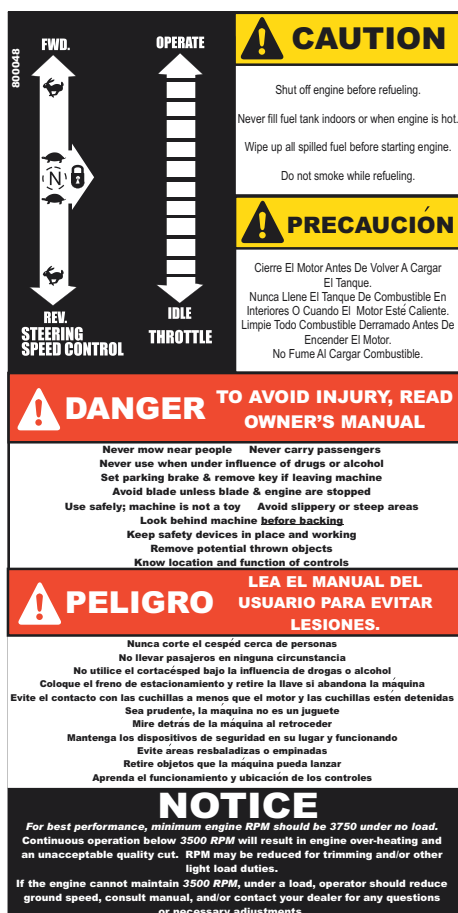 800048
FWD.
OPERATE
N
REV.
IDLE
STEERING
SPEED CONTROL
THROTTLE
CAUTION
Shut off engine before refueling.
Never fill fuel tank indoors or when engine is hot.
Wipe up all spilled fuel before starting engine.
Do not smoke while refueling.
PRECAUCIÓN
Cierre El Motor Antes De Volver A Cargar
El Tanque.
Nunca Llene El Tanque De Combustible En
Interiores O Cuando El Motor Esté Caliente.
Limpie Todo Combustible Derramado Antes De
Encender El Motor.
No Fume Al Cargar Combustible.
DANGER
TO AVOID INJURY, READ
OWNER'S MANUAL
Never mow near people Never carry passengers
Never use when under influence of drugs or alcohol
Set parking brake & remove key if leaving machine
Avoid blade unless blade & engine are stopped
Use safely; machine is not a toy Avoid slippery or steep areas
Look behind machine before backing
Keep safety devices in place and working
Remove potential thrown objects
Know location and function of controls
PELIGRO
LEA EL MANUAL DEL
USUARIO PARA EVITAR
LESIONES.
Nunca corte el cespéd cerca de personas
No llevar pasajeros en ninguna circunstancia
No utilice el cortacésped bajo la influencia de drogas o alcohol
Coloque el freno de estacionamiento y retire la llave si abandona la máquina
Evite el contacto con las cuchillas a menos que el motor y las cuchillas estén detenidas
Sea prudente, la máquina no es un juguete
Mire detrás de la máquina al retroceder
Mantenga los dispositivos de seguridad en su lugar y funcionando
Evite áreas resbaladizas o empinadas
Retire objetos que la máquina pueda lanzar
Aprenda el funcionamiento y ubicación de los controles
NOTICE
For best performance, minimum engine RPM should be 3750 under no load.
Continuous operation below 3500 RPM will result in engine over-heating and
an unacceptable quality cut. RPM may be reduced for trimming and/or other
light load duties.
If the engine cannot maintain 3500 RPM, under a load, operator should reduce
ground speed, consult manual, and/or contact your dealer for any questions
or necessary adjustments